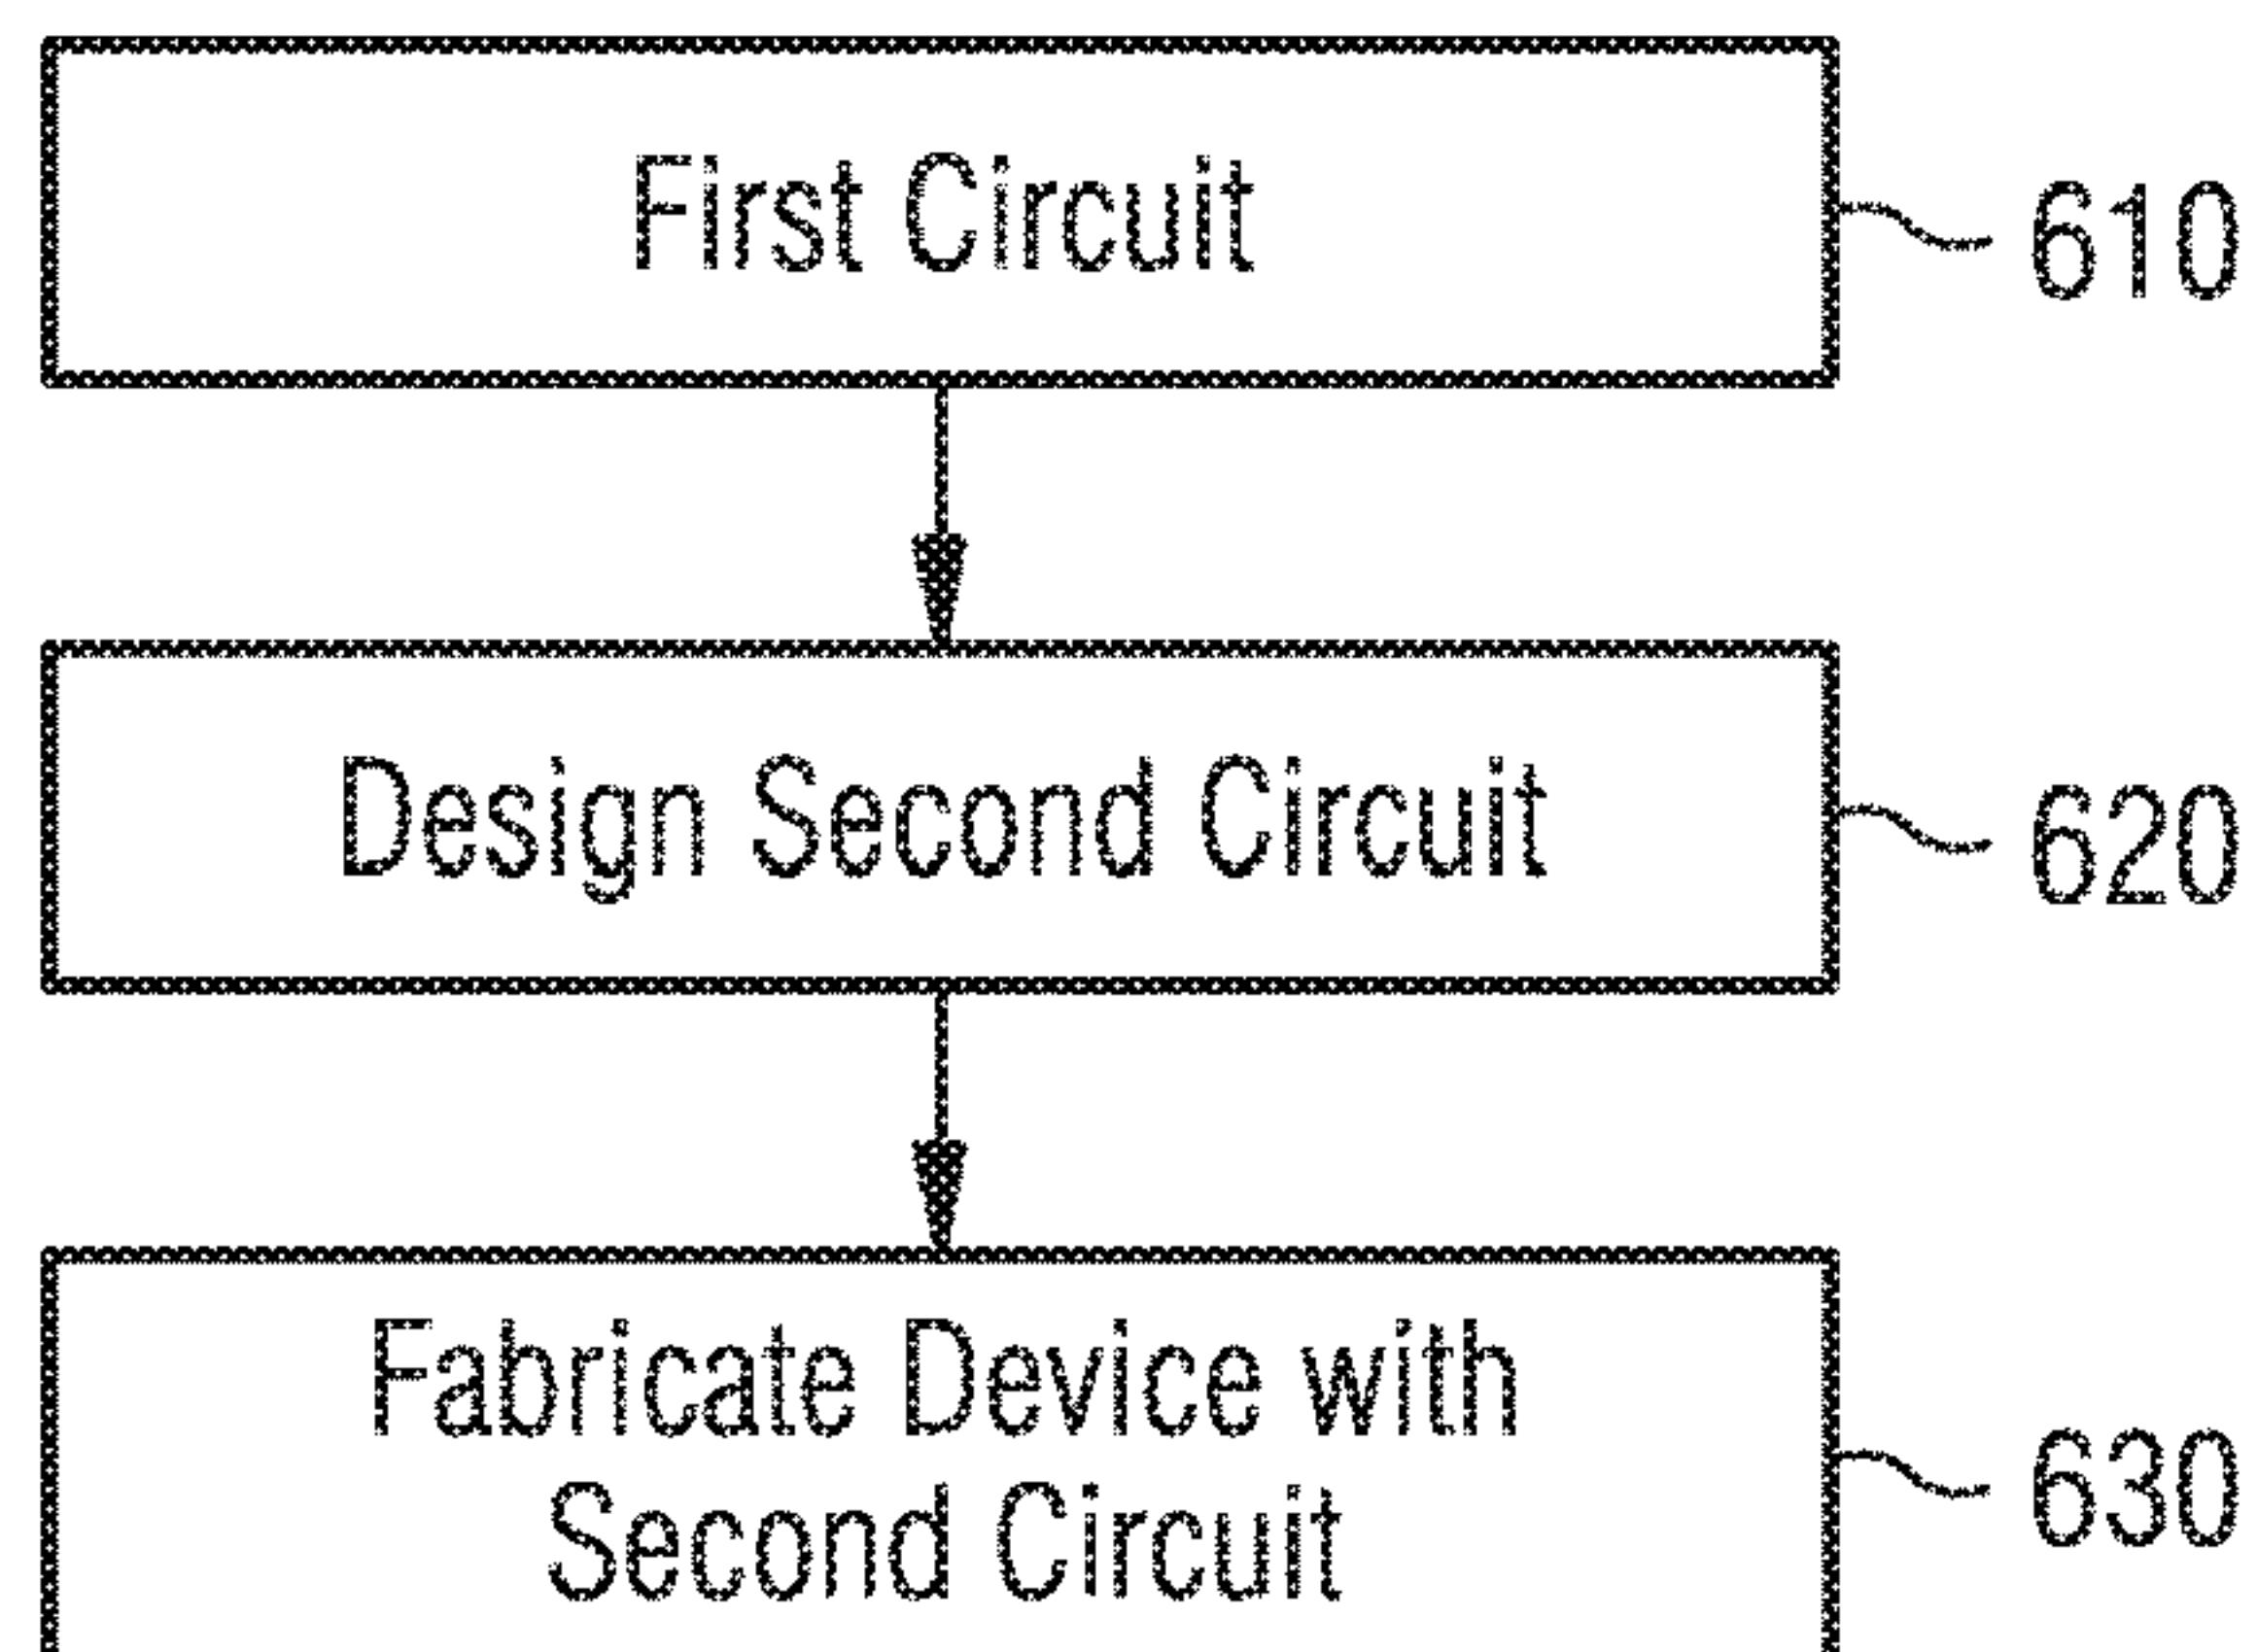 First Circuit
610
Design Second Circuit
620
Fabricate Device with
Second Circuit
630